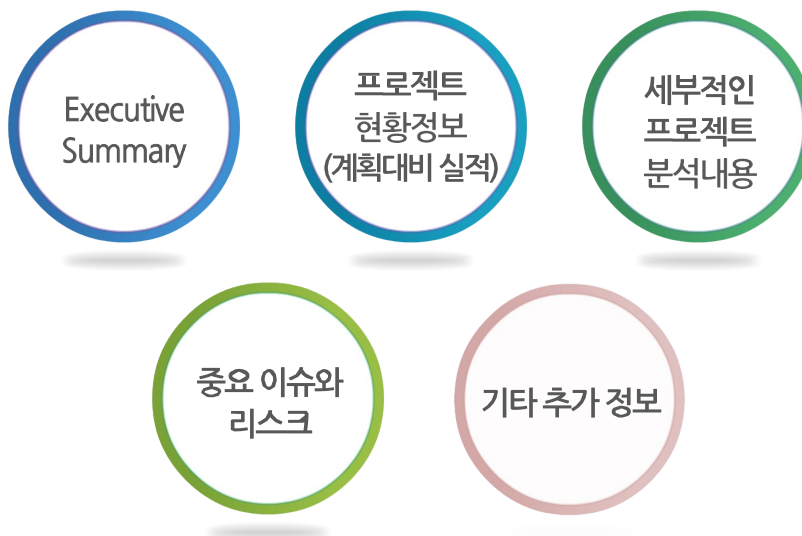 Executive
Summary
프로젝트
현황정보
(계획대비 실적)
세부적인
프로젝트
분석내용
중요 이슈와
리스크
기타 추가 정보